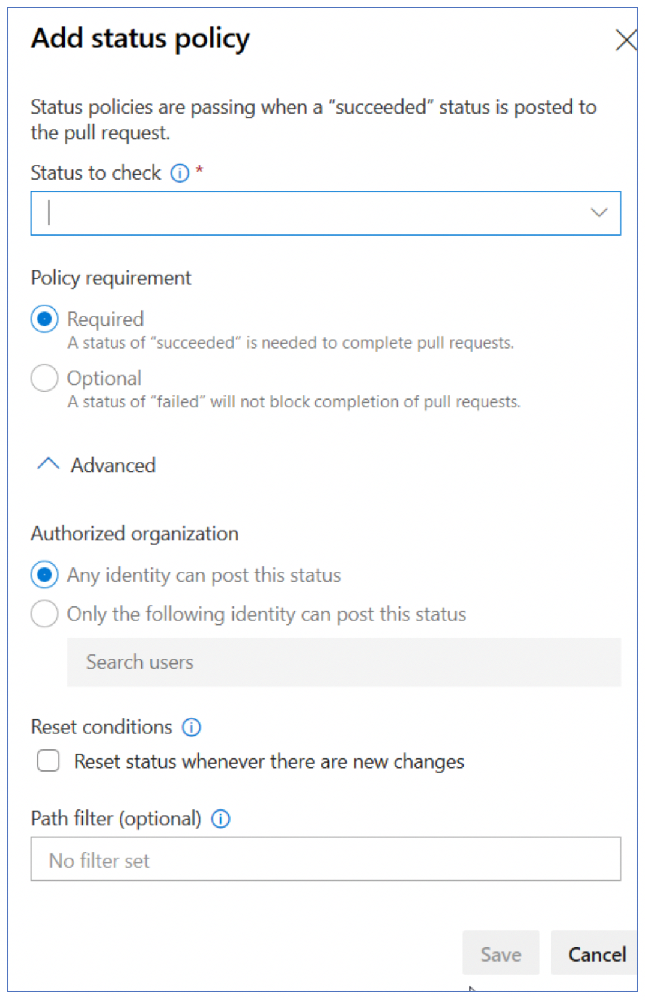 Add status policy
Status policies are passing when a “succeeded” status is posted to
the pull request.
Status to check *
Policy requirement
Required
A status of “succeeded” is needed to complete pull requests.
Optional
A status of “failed” will not block completion of pull requests.
Advanced
Authorized organization
Any identity can post this status
Only the following identity can post this status
Search users
Reset conditions
Reset status whenever there are new changes
Path filter (optional)
No filter set
Save Cancel